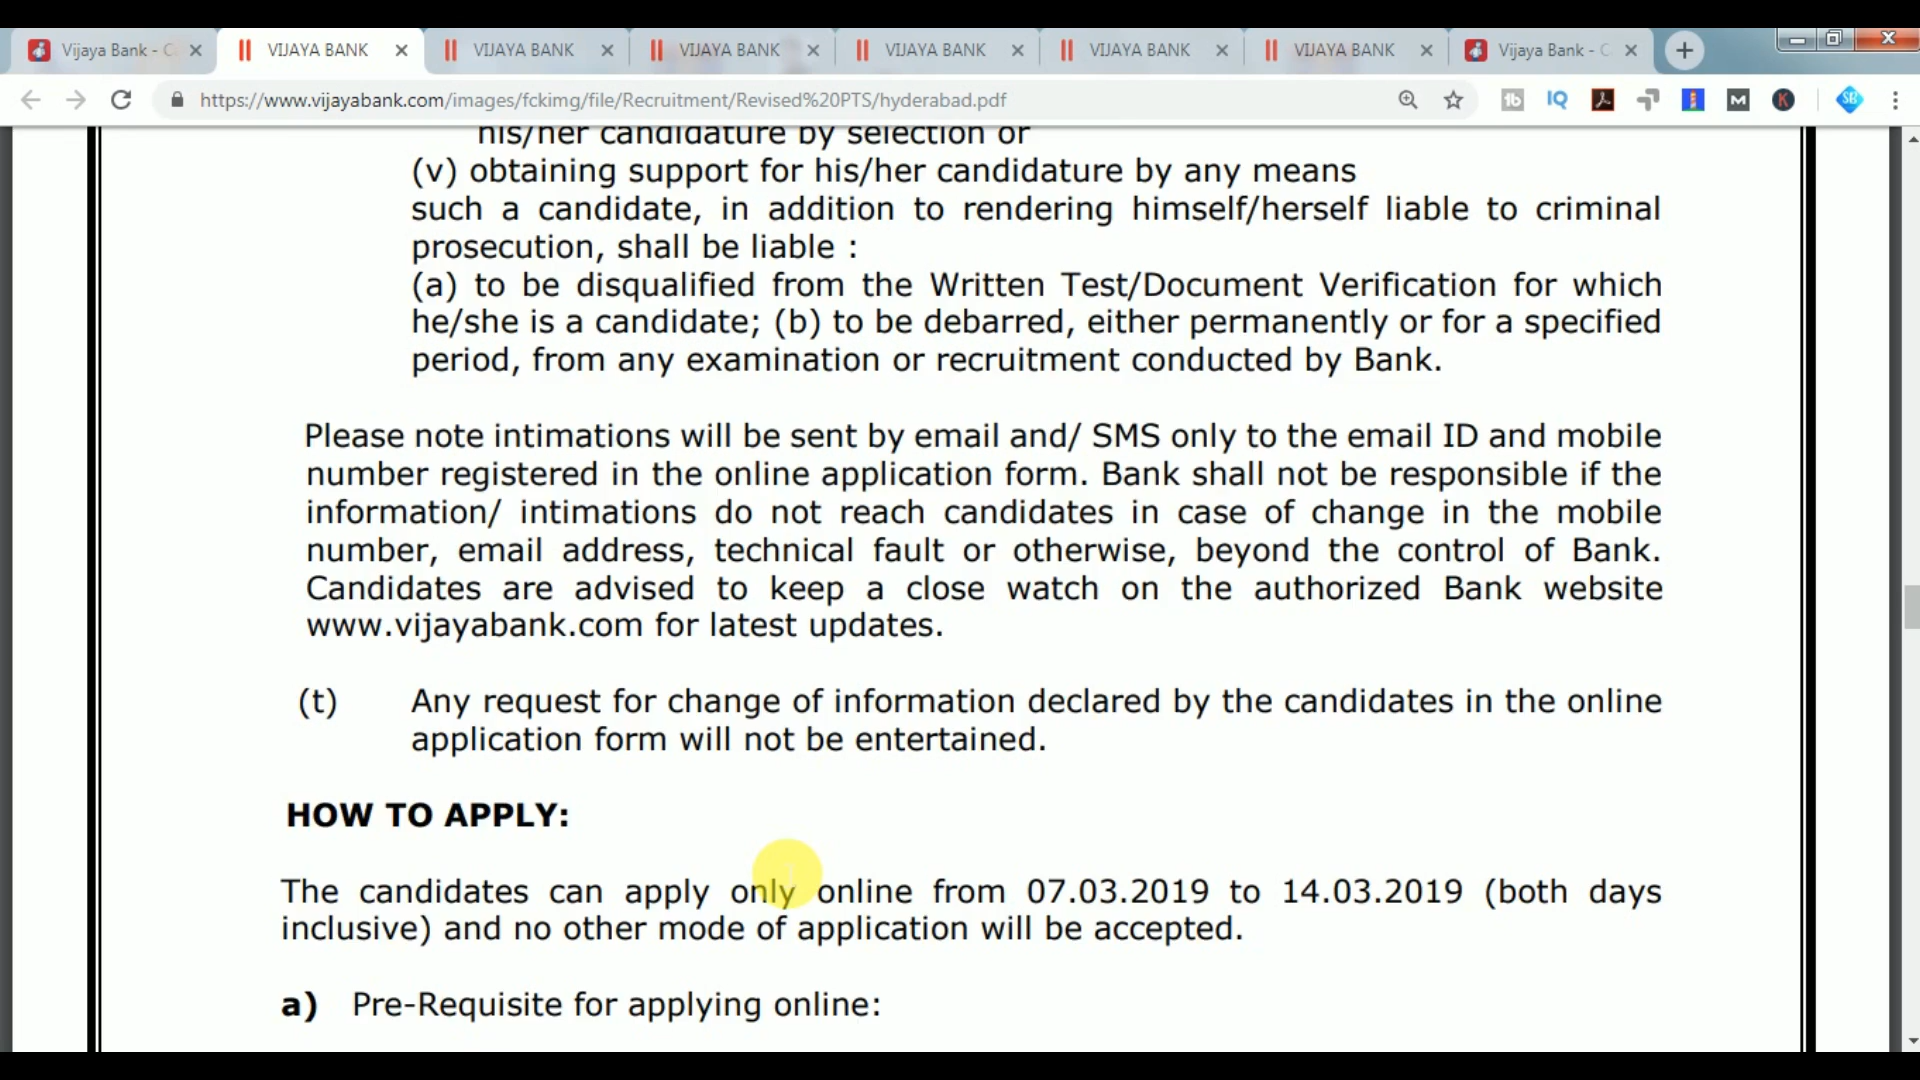 Vijaya Bank - C
VIJAYA BANK
VIJAYA BANK
VIJAYA BANK
VIJAYA BANK
VIJAYA BANK
VIJAYA BANK
Vijaya Bank - C
https://www.vijayabank.com/images/fckimg/file/Recruitment/Revised%20PTS/hyderabad.pdf
IQ
M
K
SB
his/her candidature by selection or
(v) obtaining support for his/her candidature by any means
such a candidate, in addition to rendering himself/herself liable to criminal
prosecution, shall be liable :
(a) to be disqualified from the Written Test/Document Verification for which
he/she is a candidate; (b) to be debarred, either permanently or for a specified
period, from any examination or recruitment conducted by Bank.
Please note intimations will be sent by email and/ SMS only to the email ID and mobile
number registered in the online application form. Bank shall not be responsible if the
information/ intimations do not reach candidates in case of change in the mobile
number, email address, technical fault or otherwise, beyond the control of Bank.
Candidates are advised to keep a close watch on the authorized Bank website
www.vijayabank.com for latest updates.
(t) Any request for change of information declared by the candidates in the online
application form will not be entertained.
HOW TO APPLY:
The candidates can apply only online from 07.03.2019 to 14.03.2019 (both days
inclusive) and no other mode of application will be accepted.
a) Pre-Requisite for applying online: